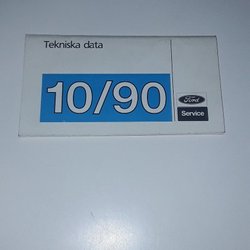 Tekniska data
10/90
Ford
Service